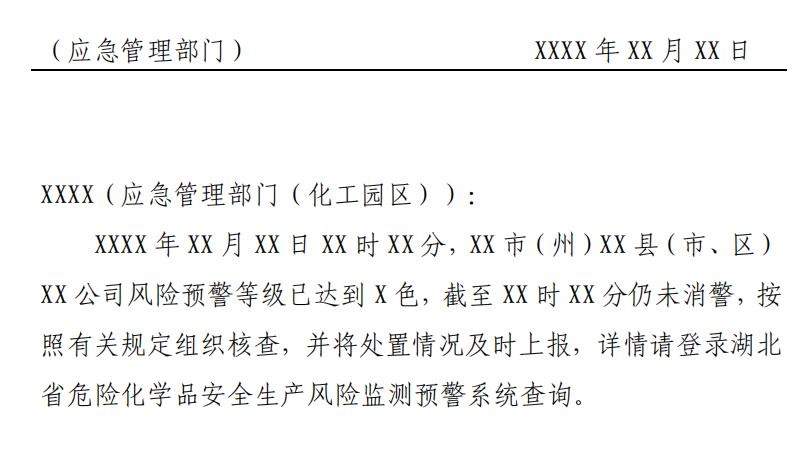 （应急管理部门） XXXX 年 XX 月 XX 日
XXXX（应急管理部门（化工园区））：
XXXX 年 XX 月 XX 日 XX 时 XX 分，XX 市（州）XX 县（市、区）
XX 公司风险预警等级已达到 X 色，截至 XX 时 XX 分仍未消警，按
照有关规定组织核查，并将处置情况及时上报，详情请登录湖北
省危险化学品安全生产风险监测预警系统查询。